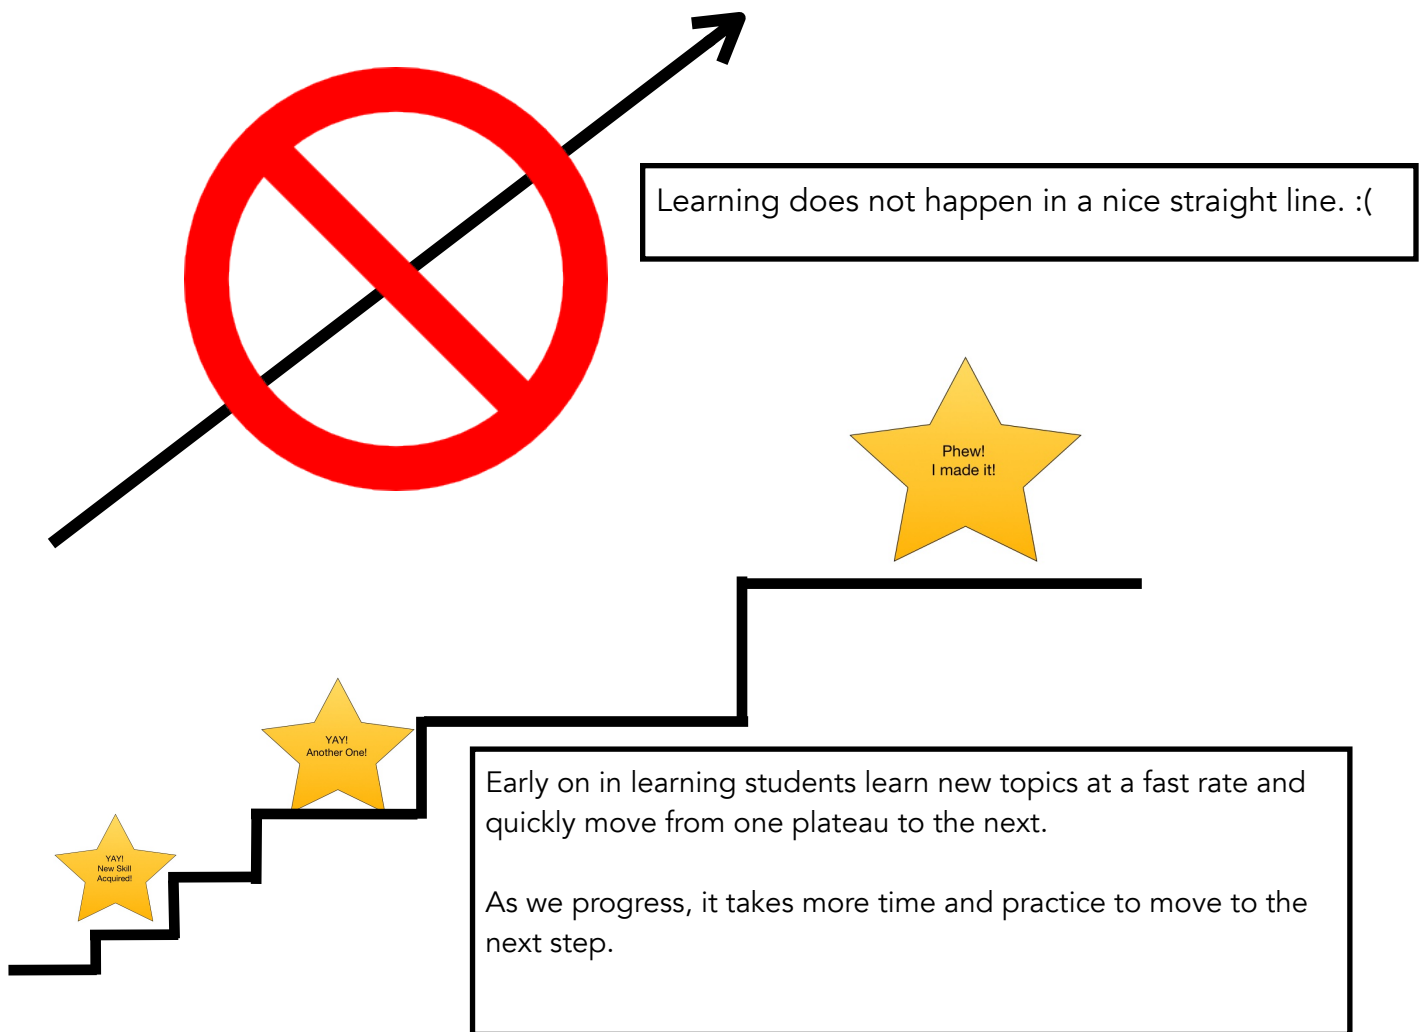 Learning does not happen in a nice straight line. :(
Phew!
I made it!
YAY!
Another One!
YAY!
New Skill
Acquired!
Early on in learning students learn new topics at a fast rate and
quickly move from one plateau to the next.
As we progress, it takes more time and practice to move to the
next step.